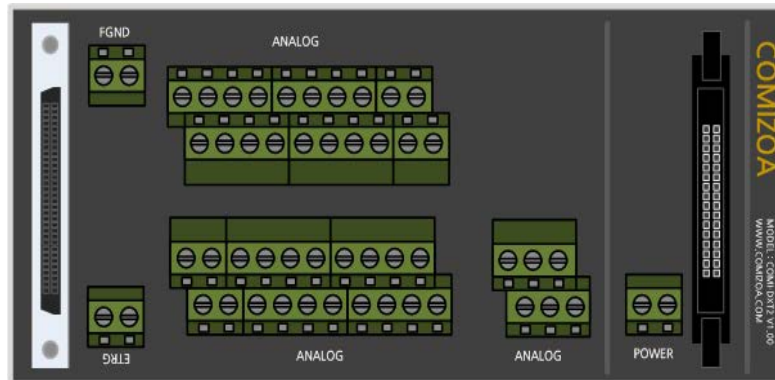 FGND
ANALOG
COMIZOA
MODEL : COMI-DXT2 V1.00
WWW.COMIZOA.COM
ETRG
ANALOG
ANALOG
POWER